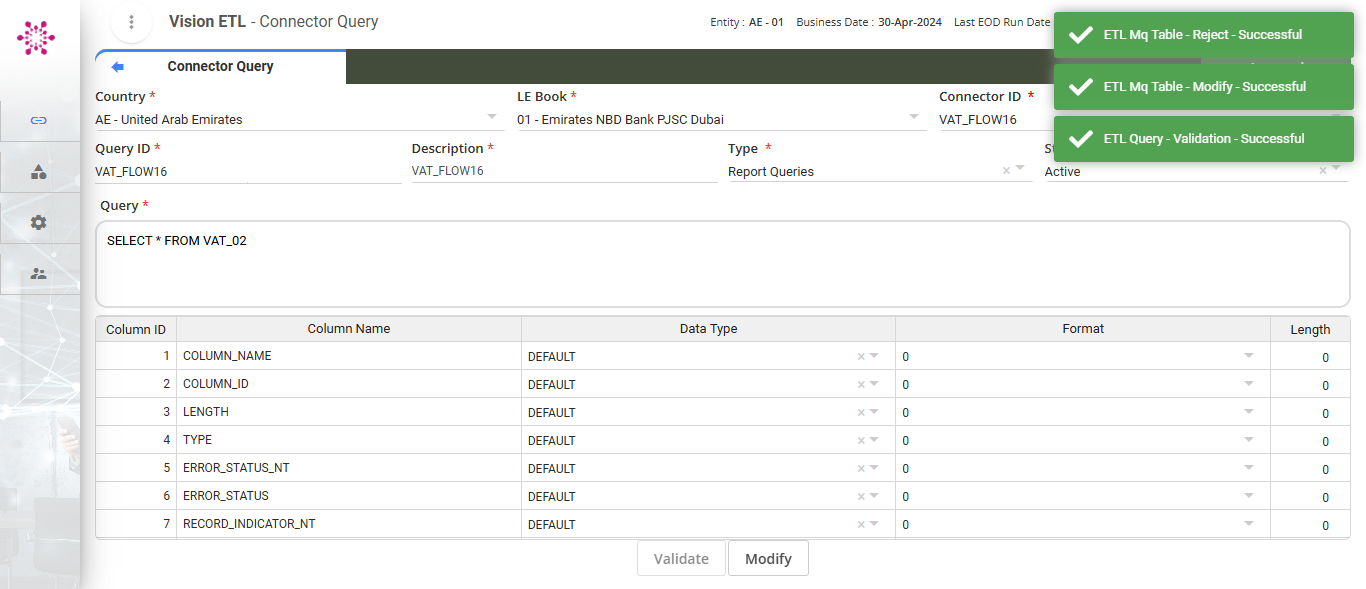 Vision ETL - Connector Query
Entity : AE - 01 Business Date : 30-Apr-2024 Last EOD Run Date
ETL Mq Table - Reject - Successful
ETL Mq Table - Modify - Successful
ETL Query - Validation - Successful
Connector Query
Country * LE Book * Connector ID *
AE - United Arab Emirates 01 - Emirates NBD Bank PJSC Dubai VAT_FLOW16
Query ID * Description * Type *
VAT_FLOW16 VAT_FLOW16 Report Queries Active
Query *
SELECT * FROM VAT_02
Column ID Column Name Data Type Format Length
1 COLUMN_NAME DEFAULT 0 0
2 COLUMN_ID DEFAULT 0 0
3 LENGTH DEFAULT 0 0
4 TYPE DEFAULT 0 0
5 ERROR_STATUS_NT DEFAULT 0 0
6 ERROR_STATUS DEFAULT 0 0
7 RECORD_INDICATOR_NT DEFAULT 0 0
Validate Modify